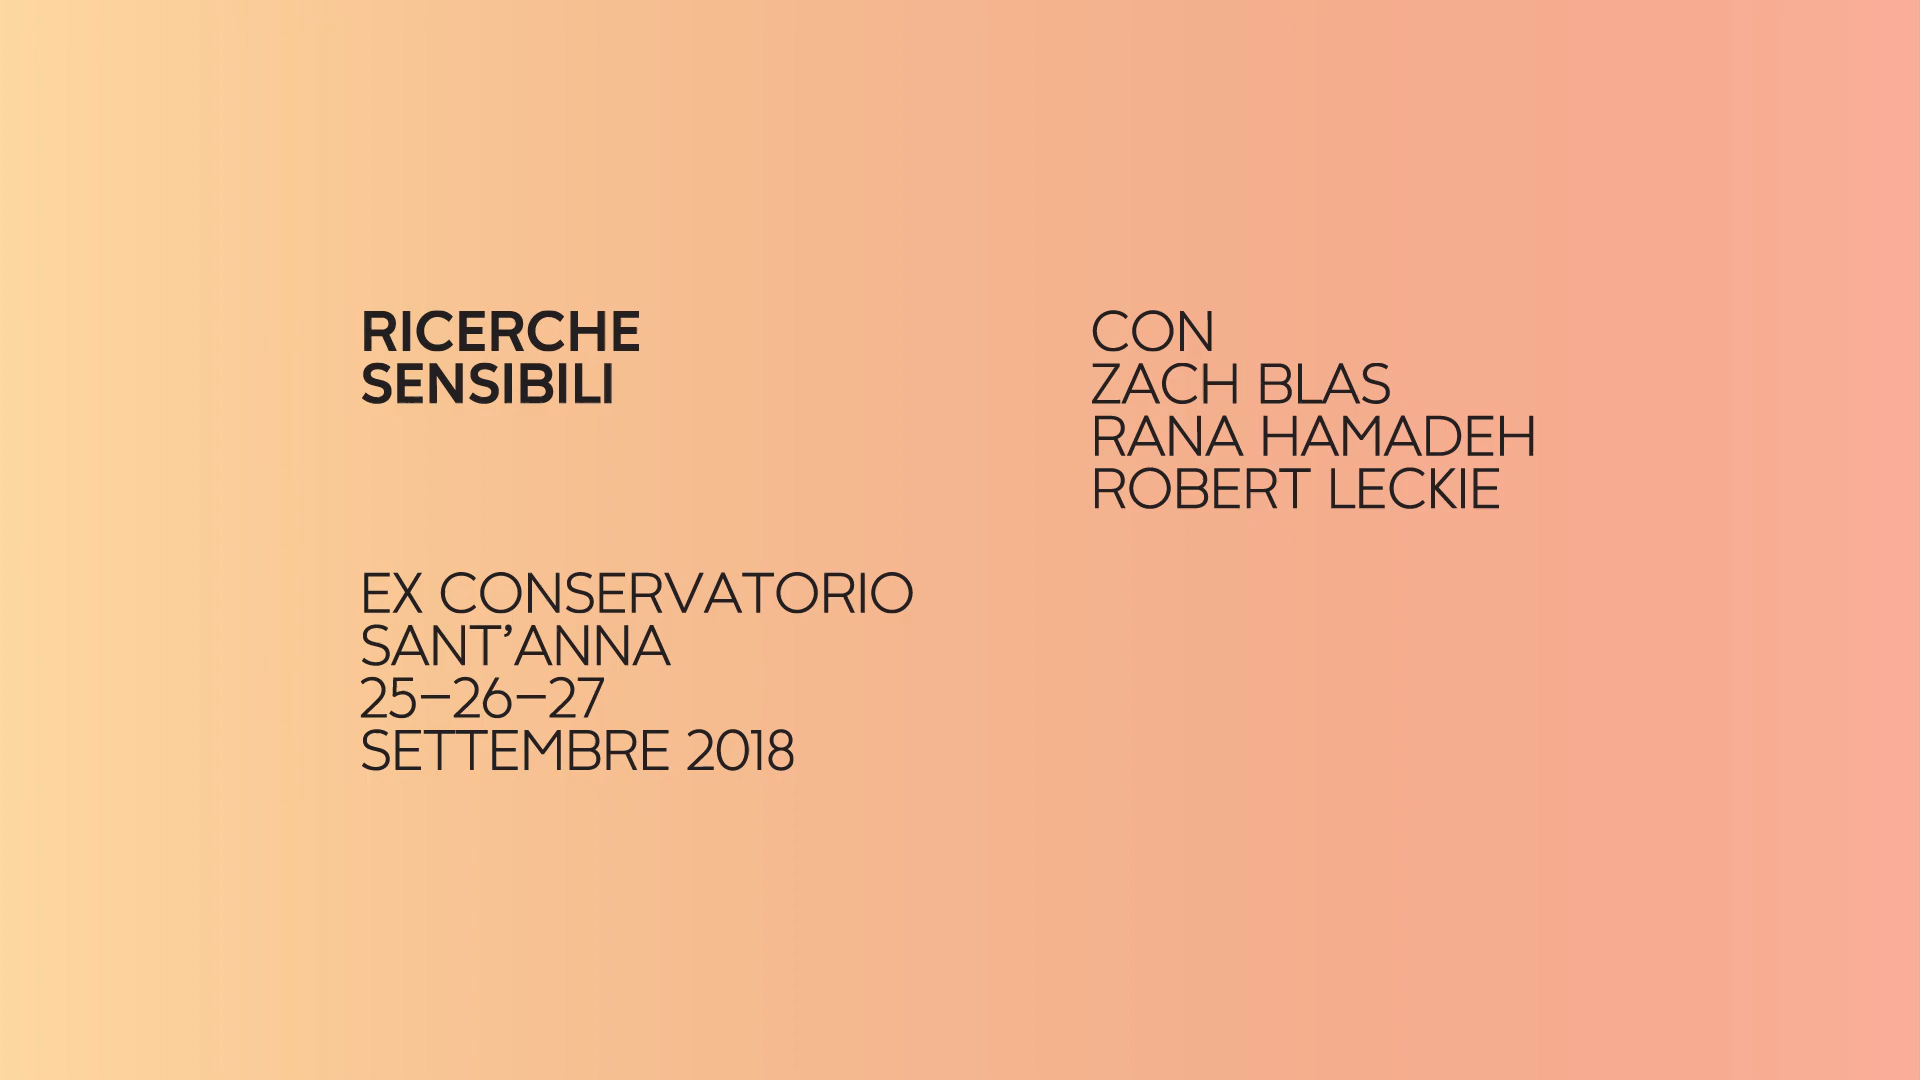 RICERCHE
SENSIBILI
EX CONSERVATORIO
SANT’ANNA
25–26–27
SETTEMBRE 2018
CON
ZACH BLAS
RANA HAMADEH
ROBERT LECKIE